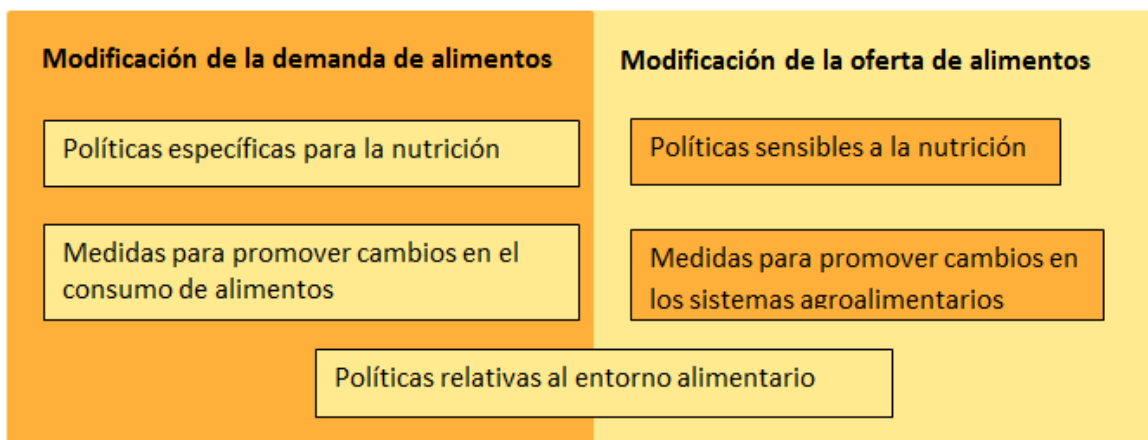 Modificación de la demanda de alimentos
Políticas específicas para la nutrición
Medidas para promover cambios en el
consumo de alimentos
Modificación de la oferta de alimentos
Políticas sensibles a la nutrición
Medidas para promover cambios en
los sistemas agroalimentarios
Políticas relativas al entorno alimentario